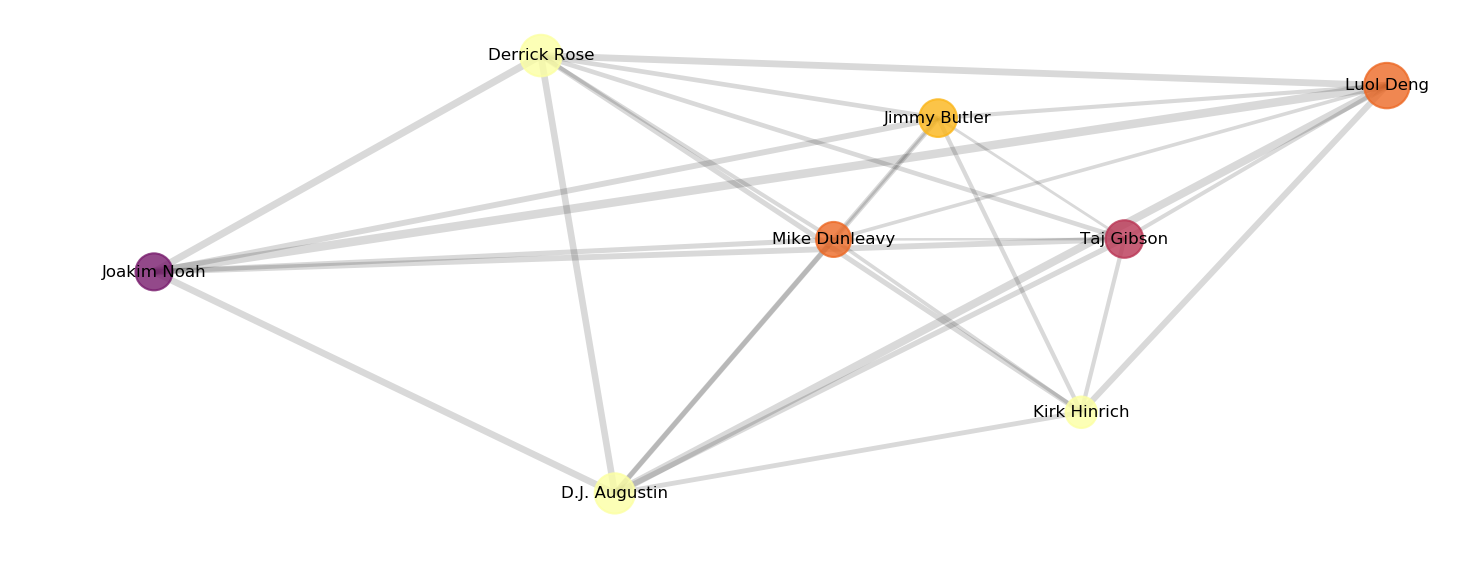 Derrick Rose
Luol Deng
Jimmy Butler
Mike Dunleavy
Taj Gibson
Joakim Noah
Kirk Hinrich
D.J. Augustin